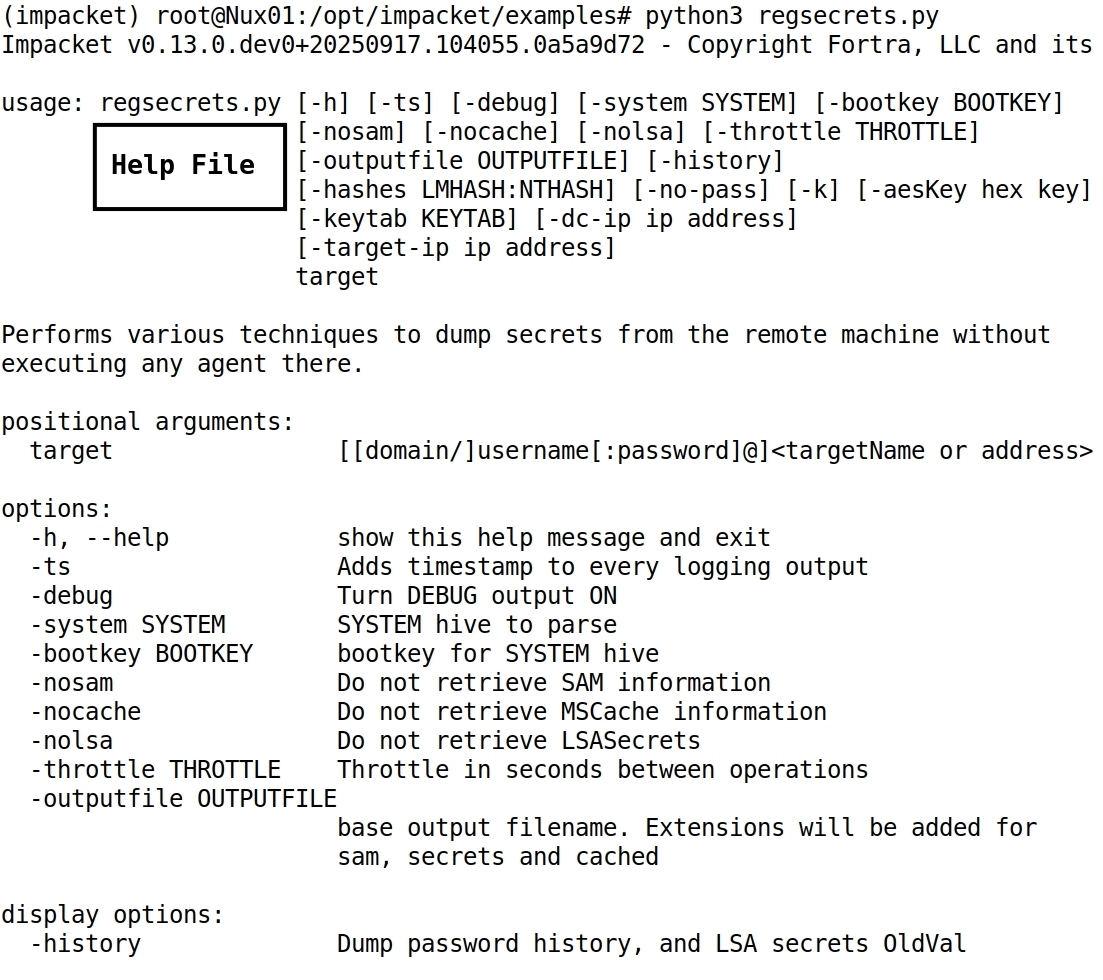 (impacket) root@Nux01:/opt/impacket/examples# python3 regsecrets.py
Impacket v0.13.0.dev0+20250917.104055.0a5a9d72 - Copyright Fortra, LLC and its

usage: regsecrets.py [-h] [-ts] [-debug] [-system SYSTEM] [-bootkey BOOTKEY]
                     [-nosam] [-nocache] [-nolsa] [-throttle THROTTLE]
Help File
                     [-outputfile OUTPUTFILE] [-history]
                     [-hashes LMHASH:NTHASH] [-no-pass] [-k] [-aesKey hex key]
                     [-keytab KEYTAB] [-dc-ip ip address]
                     [-target-ip ip address]
                     target

Performs various techniques to dump secrets from the remote machine without
executing any agent there.

positional arguments:
  target                [[domain/]username[:password]@]<targetName or address>

options:
  -h, --help            show this help message and exit
  -ts                   Adds timestamp to every logging output
  -debug                Turn DEBUG output ON
  -system SYSTEM        SYSTEM hive to parse
  -bootkey BOOTKEY      bootkey for SYSTEM hive
  -nosam                Do not retrieve SAM information
  -nocache              Do not retrieve MSCache information
  -nolsa                Do not retrieve LSASecrets
  -throttle THROTTLE    Throttle in seconds between operations
  -outputfile OUTPUTFILE
                        base output filename. Extensions will be added for
                        sam, secrets and cached

display options:
  -history              Dump password history, and LSA secrets OldVal